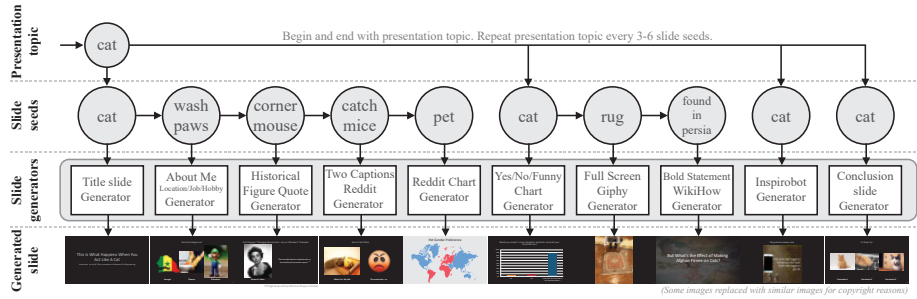 Presentation
topic
cat
Begin and end with presentation topic. Repeat presentation topic every 3-6 slide seeds.
Slide
seeds
cat
wash
paws
corner
mouse
catch
mice
pet
cat
rug
found
in
persia
cat
cat
Slide
generators
Title slide
Generator
About Me
Location/Job/Hobby
Generator
Historical
Figure Quote
Generator
Two Captions
Reddit
Generator
Reddit Chart
Generator
Yes/No/Funny
Chart
Generator
Full Screen
Giphy
Generator
Bold Statement
WikiHow
Generator
Inspirobot
Generator
Conclusion
slide
Generator
Generated
slide
This Is What Happens When You
Act Like A Cat
Pet Gender Preference
But What's the Effect of Making
Afghan Firree on Cats?
(Some images replaced with similar images for copyright reasons)